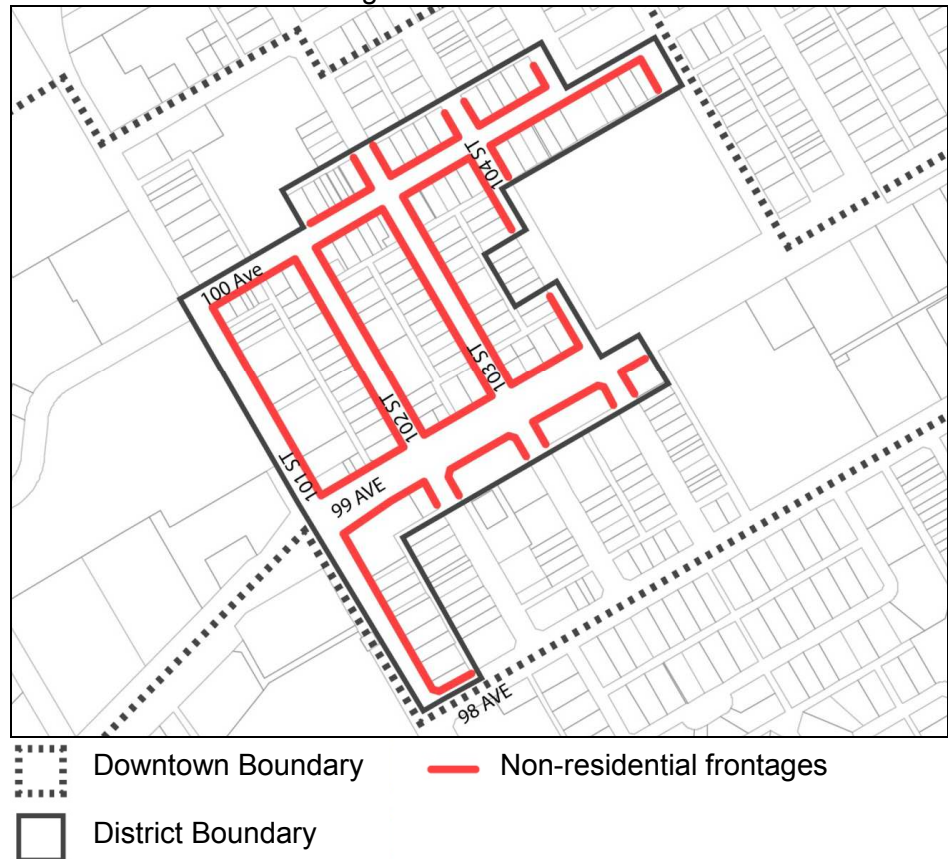 100 Ave
104 ST
103 ST
102 ST
101 ST
99 AVE
98 AVE
Downtown Boundary
Non-residential frontages
District Boundary